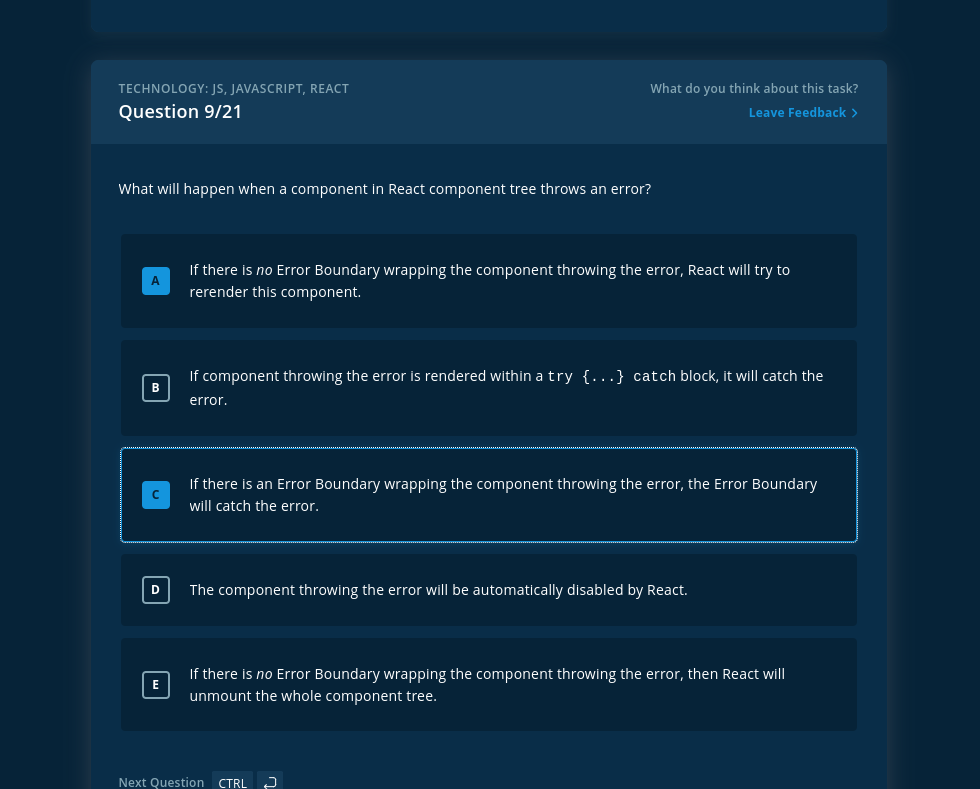 TECHNOLOGY: JS, JAVASCRIPT, REACT
What do you think about this task?
Question 9/21
Leave Feedback >
What will happen when a component in React component tree throws an error?
A
If there is no Error Boundary wrapping the component throwing the error, React will try to
rerender this component.
B
If component throwing the error is rendered within a try {...} catch block, it will catch the
error.
C
If there is an Error Boundary wrapping the component throwing the error, the Error Boundary
will catch the error.
D
The component throwing the error will be automatically disabled by React.
E
If there is no Error Boundary wrapping the component throwing the error, then React will
unmount the whole component tree.
Next Question CTRL